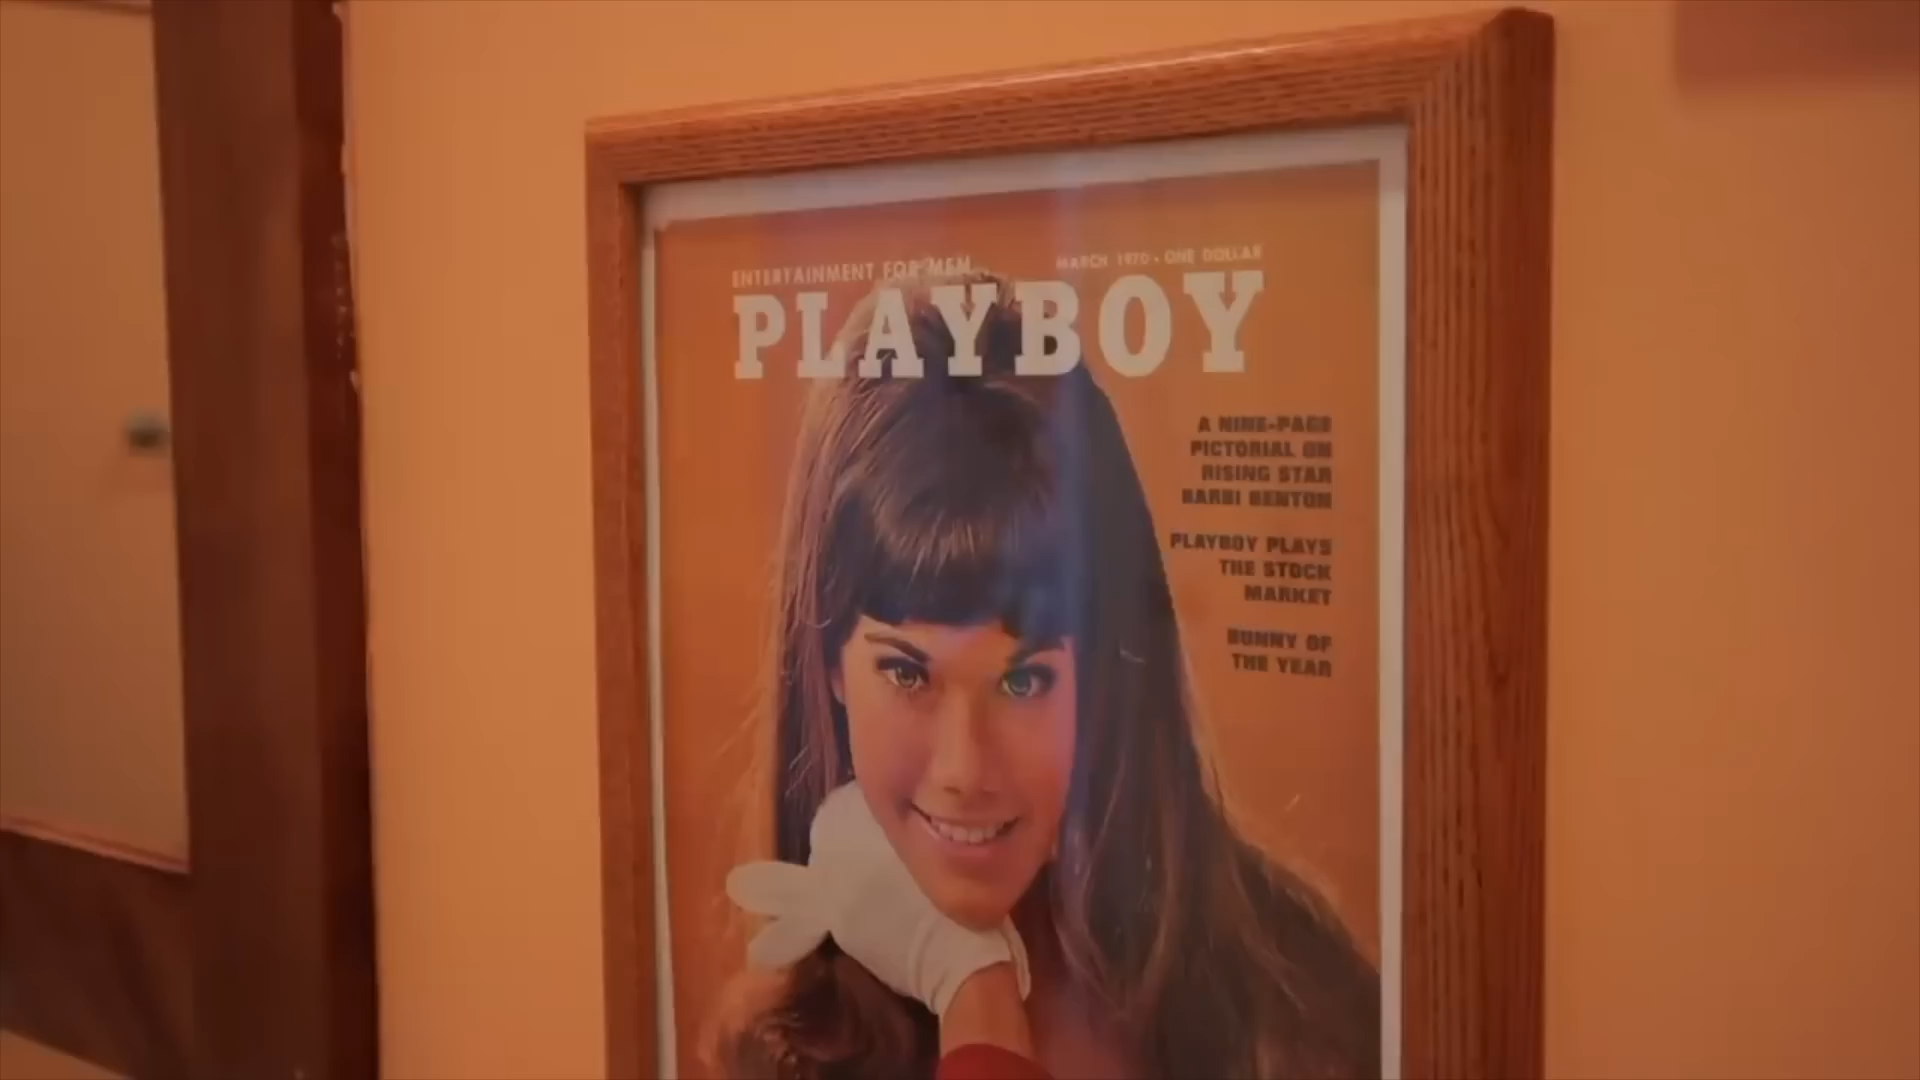 ENTERTAINMENT FOR MEN
MARCH 1970 • ONE DOLLAR
PLAYBOY
A NINE-PAGE
PICTORIAL ON
RISING STAR
BARBI BENTON
PLAYBOY PLAYS
THE STOCK
MARKET
BUNNY OF
THE YEAR